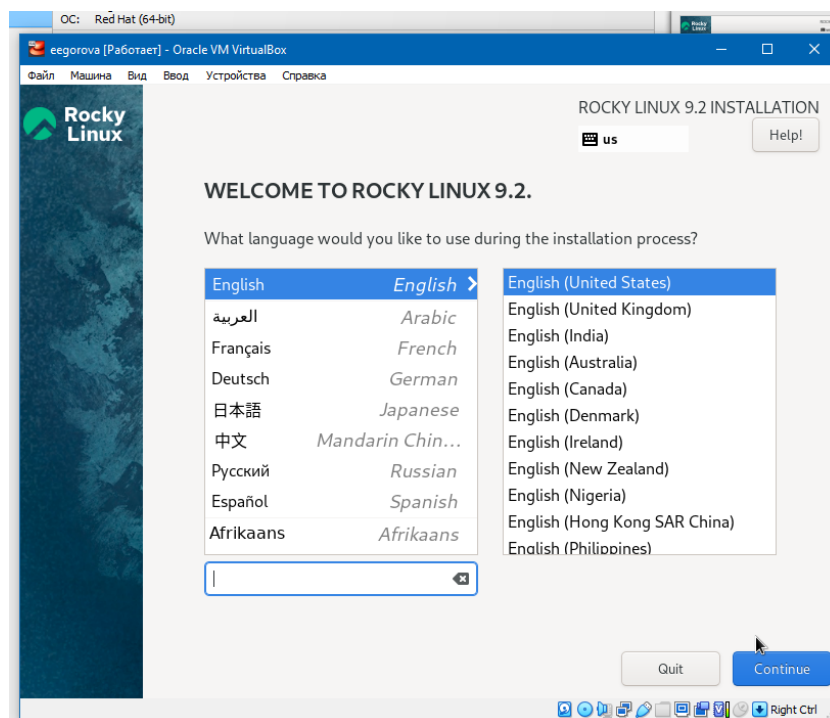 ОС: Red Hat (64-bit)
eegorova [Работает] - Oracle VM VirtualBox
Файл Машина Вид Ввод Устройства Справка
Rocky
Linux
ROCKY LINUX 9.2 INSTALLATION
us
Help!
WELCOME TO ROCKY LINUX 9.2.
What language would you like to use during the installation process?
English English
العربية Arabic
Français French
Deutsch German
日本語 Japanese
中文 Mandarin Chin...
Русский Russian
Español Spanish
Afrikaans Afrikaans
English (United States)
English (United Kingdom)
English (India)
English (Australia)
English (Canada)
English (Denmark)
English (Ireland)
English (New Zealand)
English (Nigeria)
English (Hong Kong SAR China)
English (Philippines)
Quit
Continue
Right Ctrl